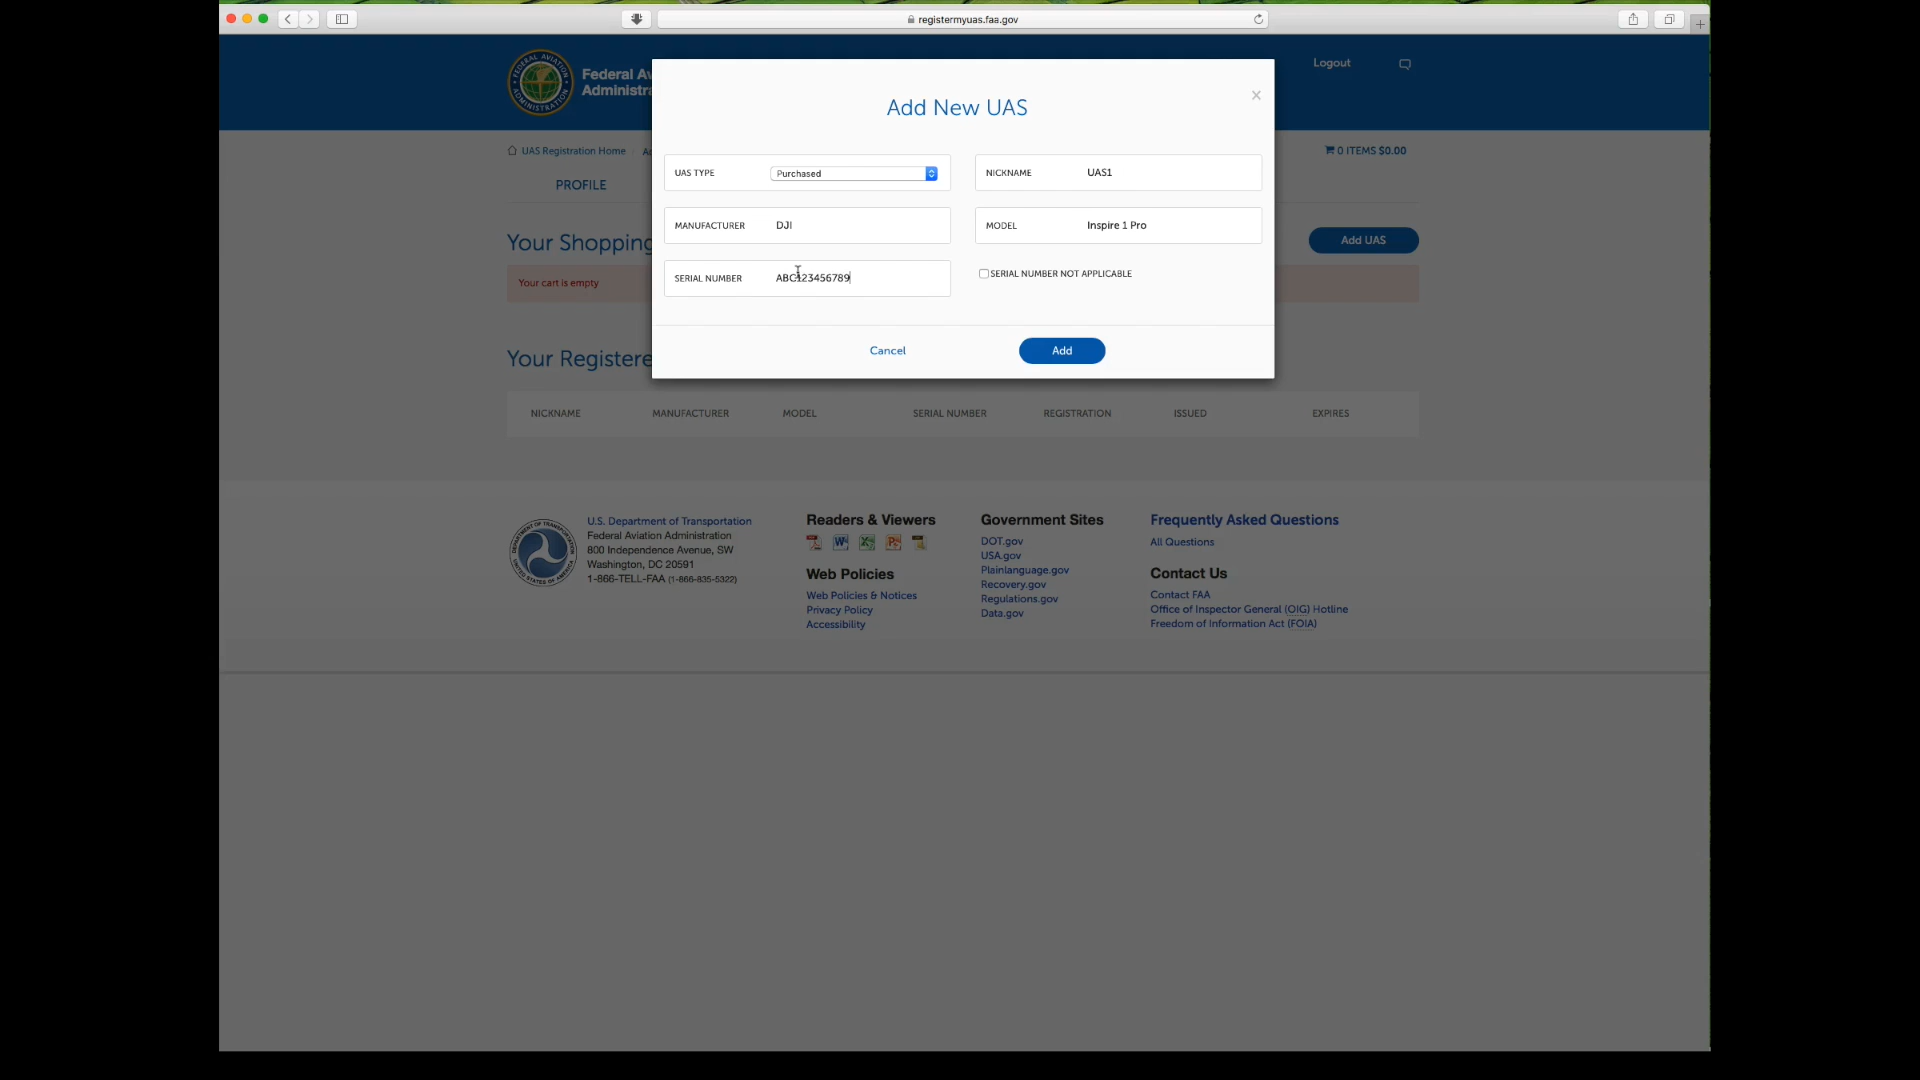 registermyuas.faa.gov
Federal Av
Administra
Logout
Add New UAS
UAS Registration Home
0 ITEMS $0.00
UAS TYPE Purchased
NICKNAME UAS1
PROFILE
MANUFACTURER DJI
MODEL Inspire 1 Pro
Your Shopping
Add UAS
SERIAL NUMBER ABC123456789
SERIAL NUMBER NOT APPLICABLE
Your cart is empty
Cancel
Add
Your Registere
NICKNAME MANUFACTURER MODEL SERIAL NUMBER REGISTRATION ISSUED EXPIRES
U.S. Department of Transportation
Federal Aviation Administration
800 Independence Avenue, SW
Washington, DC 20591
1-866-TELL-FAA (1-866-835-5322)
Readers & Viewers
Web Policies
Web Policies & Notices
Privacy Policy
Accessibility
Government Sites
DOT.gov
USA.gov
Plainlanguage.gov
Recovery.gov
Regulations.gov
Data.gov
Frequently Asked Questions
All Questions
Contact Us
Contact FAA
Office of Inspector General (OIG) Hotline
Freedom of Information Act (FOIA)